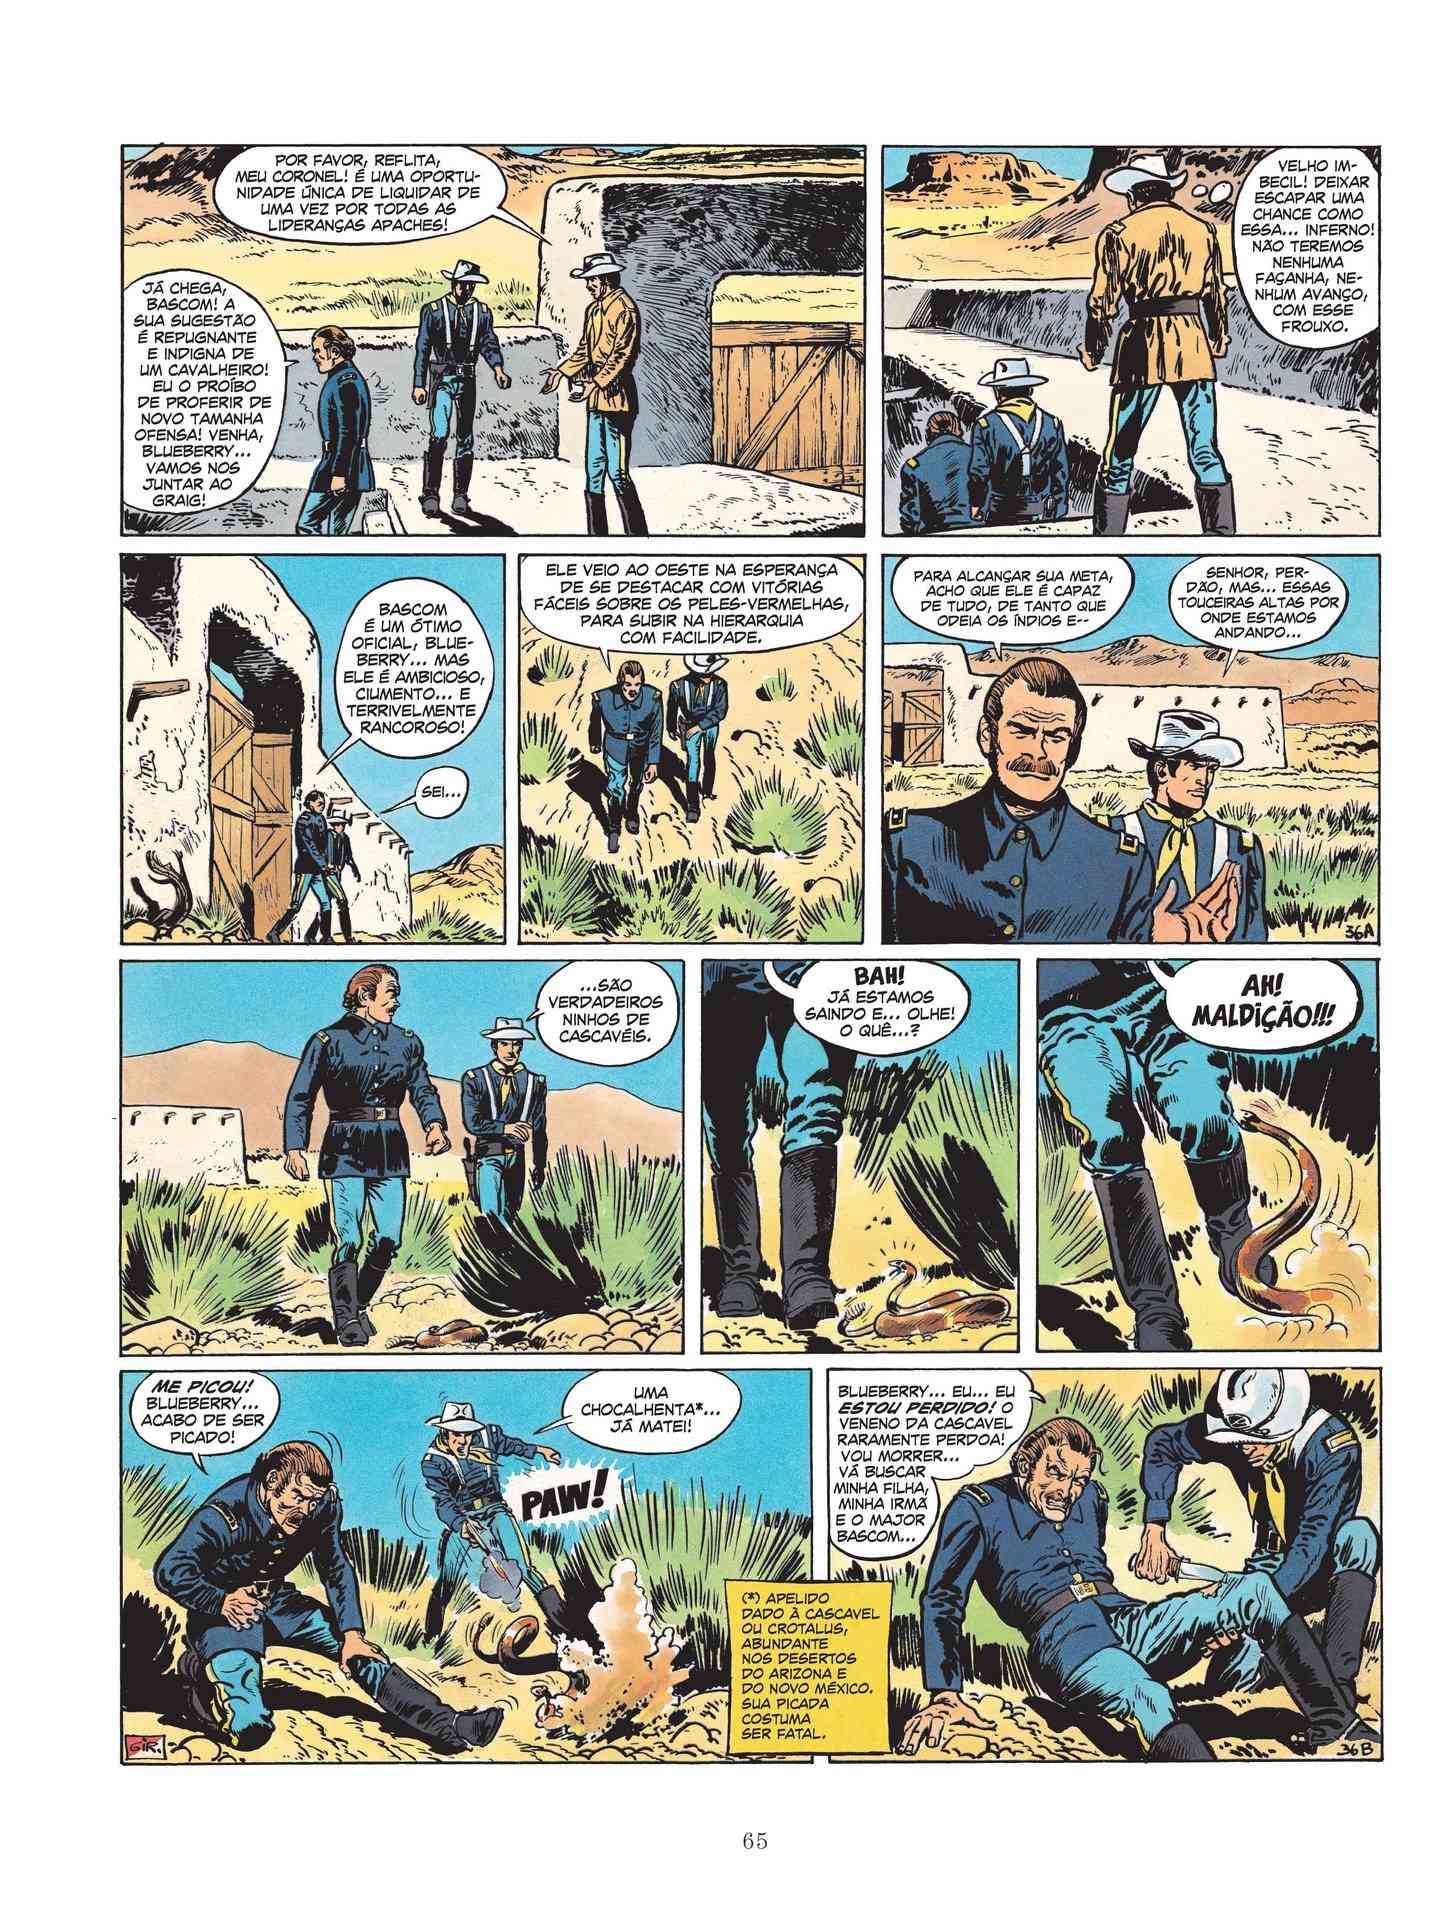 POR FAVOR, REFLITA,
MEU CORONEL! É UMA OPORTU-
NIDADE ÚNICA DE LIQUIDAR DE
UMA VEZ POR TODAS AS
LIDERANÇAS APACHES!
JÁ CHEGA,
BASCOM! A
SUA SUGESTÃO
É REPUGNANTE
E INDIGNA DE
UM CAVALHEIRO!
EU O PROÍBO
DE PROFERIR DE
NOVO TAMANHA
OFENSA! VENHA,
BLUEBERRY...
VAMOS NOS
JUNTAR AO
GRAIG!
VELHO IM-
BECIL! DEIXAR
ESCAPAR UMA
CHANCE COMO
ESSA... INFERNO!
NÃO TEREMOS
NENHUMA
FAÇANHA, NE-
NHUM AVANÇO,
COM ESSE
FROUXO.
BASCOM
É UM ÓTIMO
OFICIAL, BLUE-
BERRY... MAS
ELE É AMBICIOSO,
CIUMENTO... E
TERRIVELMENTE
RANCOROSO!
SEI...
ELE VEIO AO OESTE NA ESPERANÇA
DE SE DESTACAR COM VITÓRIAS
FÁCEIS SOBRE OS PELES-VERMELHAS,
PARA SUBIR NA HIERARQUIA
COM FACILIDADE.
PARA ALCANÇAR SUA META,
ACHO QUE ELE É CAPAZ
DE TUDO, DE TANTO QUE
ODEIA OS ÍNDIOS E--
SENHOR, PER-
DÃO, MAS... ESSAS
TOUCEIRAS ALTAS POR
ONDE ESTAMOS
ANDANDO...
36A
...SÃO
VERDADEIROS
NINHOS DE
CASCAVÉIS.
BAH!
JÁ ESTAMOS
SAINDO E... OLHE!
O QUÊ...?
AH!
MALDIÇÃO!!!
ME PICOU!
BLUEBERRY...
ACABO DE SER
PICADO!
UMA
CHOCALHENTA*...
JÁ MATEI!
PAW!
GIR.
(*) APELIDO
DADO À CASCAVEL
OU CROTALUS,
ABUNDANTE
NOS DESERTOS
DO ARIZONA E
DO NOVO MÉXICO.
SUA PICADA
COSTUMA
SER FATAL.
BLUEBERRY... EU... EU
ESTOU PERDIDO! O
VENENO DA CASCAVEL
RARAMENTE PERDOA!
VOU MORRER...
VÁ BUSCAR
MINHA FILHA,
MINHA IRMÃ
E O MAJOR
BASCOM...
36B
65